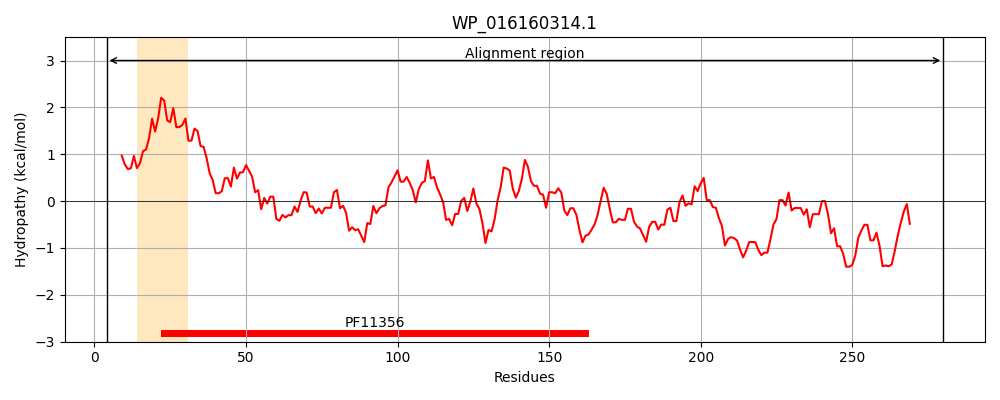 WP_016160314.1
Alignment region
3
2
1
0
−1
−2
−3
Hydropathy (kcal/mol)
PF11356
0 50 100 150 200 250
Residues